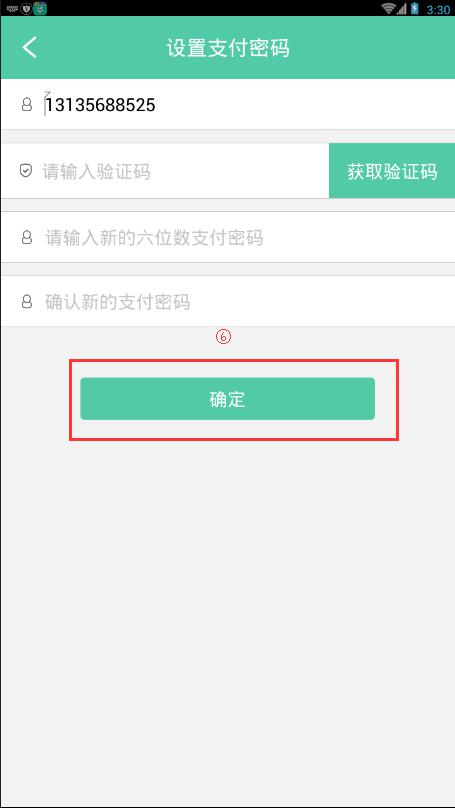 3:30
设置支付密码
13135688525
请输入验证码
获取验证码
请输入新的六位数支付密码
确认新的支付密码
⑥
确定